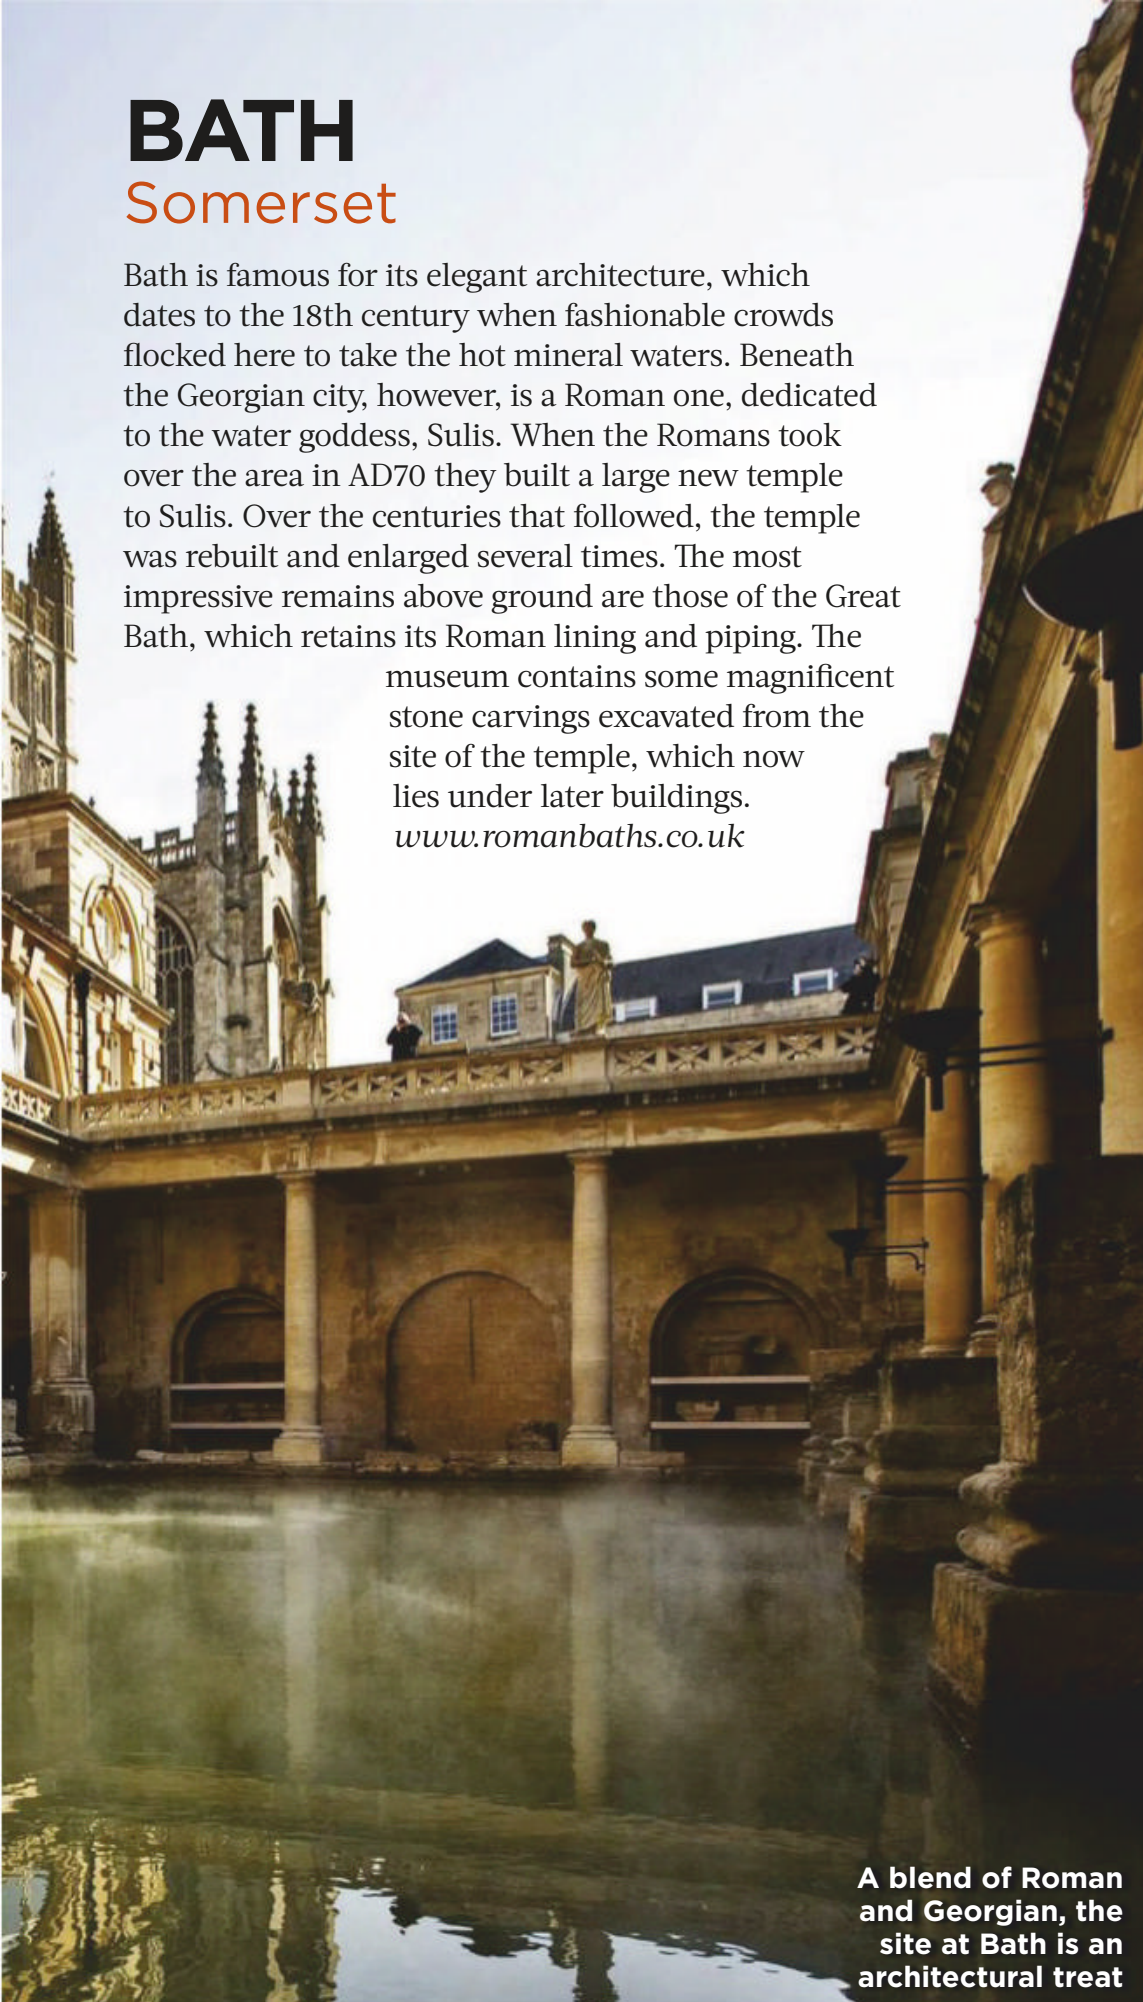 BATH
Somerset
Bath is famous for its elegant architecture, which
dates to the 18th century when fashionable crowds
flocked here to take the hot mineral waters. Beneath
the Georgian city, however, is a Roman one, dedicated
to the water goddess, Sulis. When the Romans took
over the area in AD70 they built a large new temple
to Sulis. Over the centuries that followed, the temple
was rebuilt and enlarged several times. The most
impressive remains above ground are those of the Great
Bath, which retains its Roman lining and piping. The
museum contains some magnificent
stone carvings excavated from the
site of the temple, which now
lies under later buildings.
www.romanbaths.co.uk
A blend of Roman
and Georgian, the
site at Bath is an
architectural treat